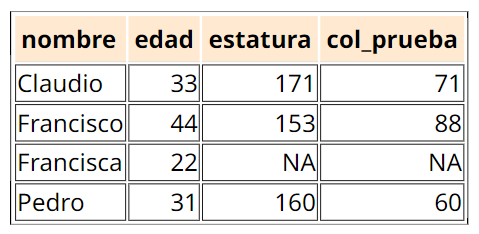 nombre edad estatura col_prueba
Claudio 33 171 71
Francisco 44 153 88
Francisca 22 NA NA
Pedro 31 160 60